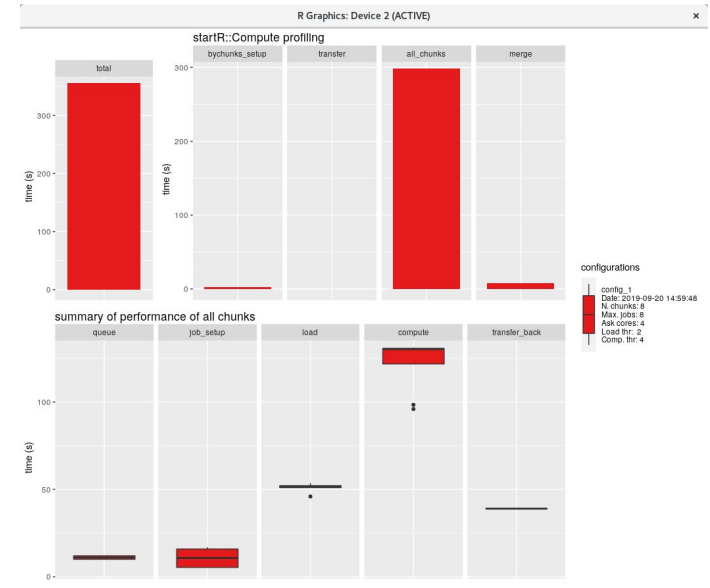 R Graphics: Device 2 (ACTIVE)
×
startR::Compute profiling
total
bychunks_setup
transfer
all_chunks
merge
time (s)
300
200
100
0
time (s)
300
200
100
0
configurations
config_1
Date: 2019-09-20 14:59:48
N. chunks: 8
Max. jobs: 8
Ask cores: 4
Load thr: 2
Comp. thr: 4
summary of performance of all chunks
queue
job_setup
load
compute
transfer_back
time (s)
100
50
0